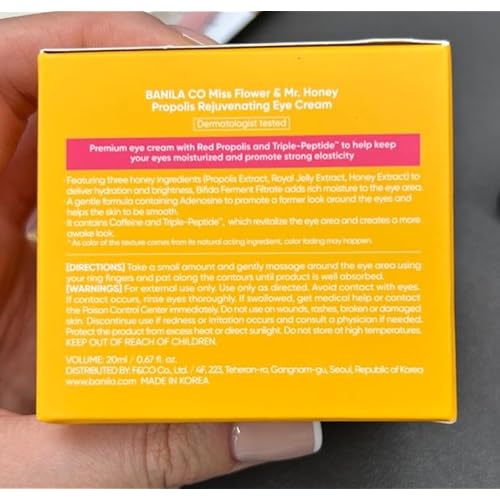 BANILA CO Miss Flower & Mr. Honey
Propolis Rejuvenating Eye Cream
Dermatologist tested
Premium eye cream with Red Propolis and Triple-Peptide™ to help keep
your eyes moisturized and promote strong elasticity
Featuring three honey ingredients (Propolis Extract, Royal Jelly Extract, Honey Extract) to
deliver hydration and brightness, Bifida Ferment Filtrate adds rich moisture to the eye area.
A gentle formula containing Adenosine to promote a former look around the eyes and
helps the skin to be smooth.
It contains Caffeine and Triple-Peptide™, which revitalize the eye area and creates a more
awake look.
* As color of the texture comes from its natural acting ingredient, color fading may happen.
[DIRECTIONS] Take a small amount and gently massage around the eye area using
your ring fingers and pat along the contours until product is well absorbed.
[WARNINGS] For external use only. Use only as directed. Avoid contact with eyes.
If contact occurs, rinse eyes thoroughly. If swallowed, get medical help or contact
the Poison Control Center immediately. Do not use on wounds, rashes, broken or damaged
skin. Discontinue use if redness or irritation occurs and consult a physician if needed.
Protect the product from excess heat or direct sunlight. Do not store at high temperatures.
KEEP OUT OF REACH OF CHILDREN.
VOLUME: 20ml / 0.67 fl. oz.
DISTRIBUTED BY: F&CO Co., Ltd. / 4F, 223, Teheran-ro, Gangnam-gu, Seoul, Republic of Korea
www.banila.com MADE IN KOREA